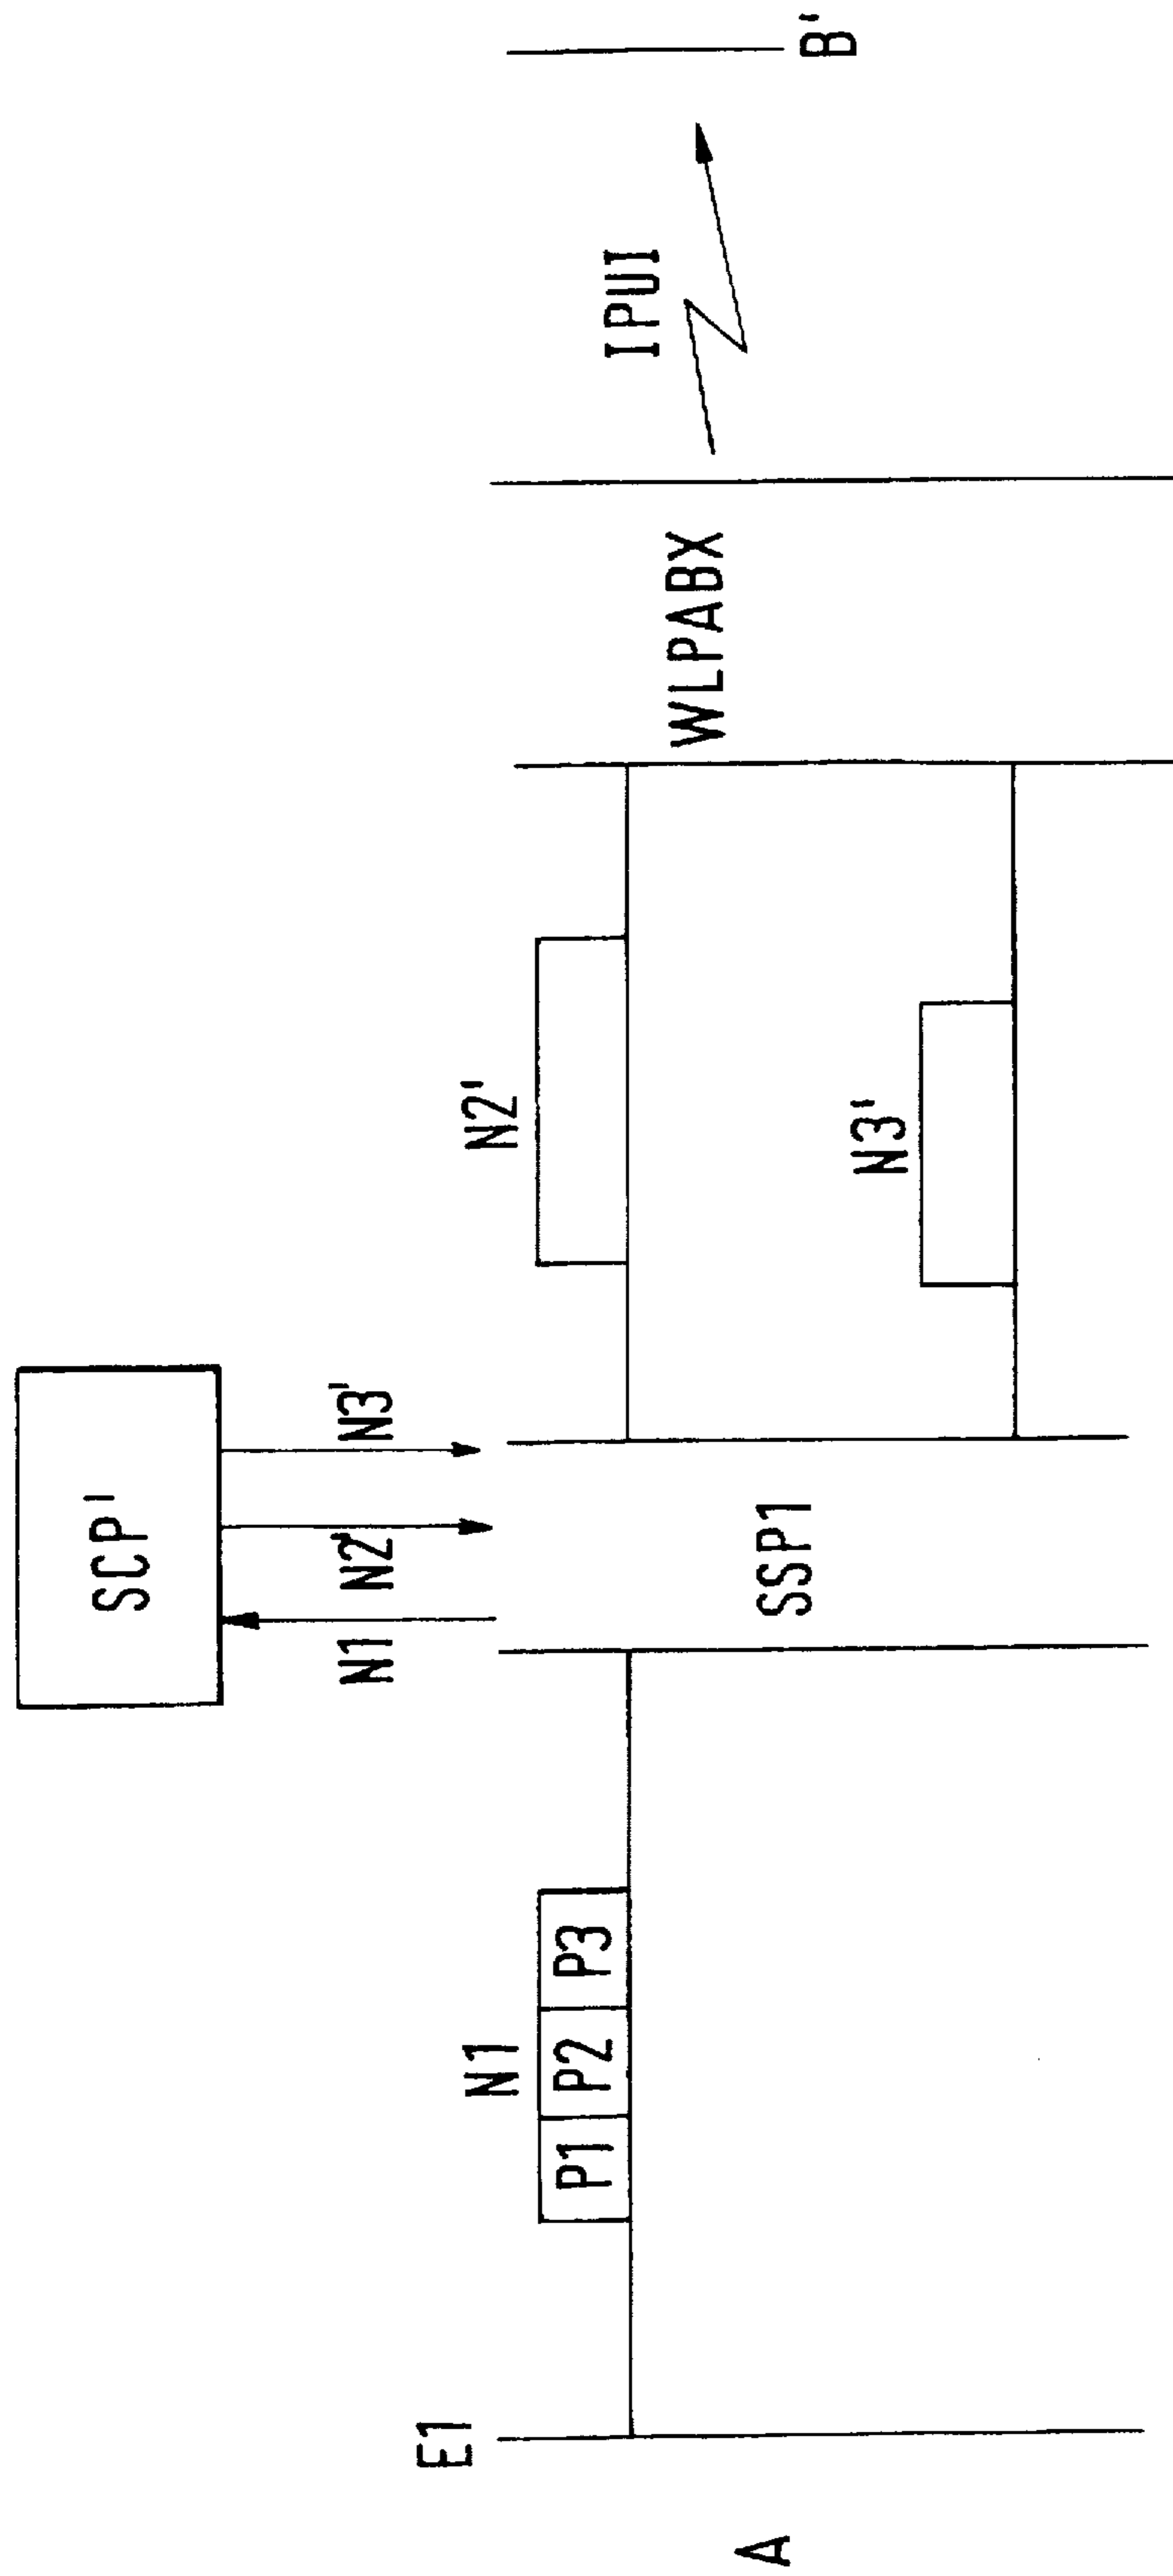 SCP'
N1
N2'
N3'
E1
N1
P1 P2 P3
N2'
IPUI
A
SSP1
WLPABX
B'
N3'